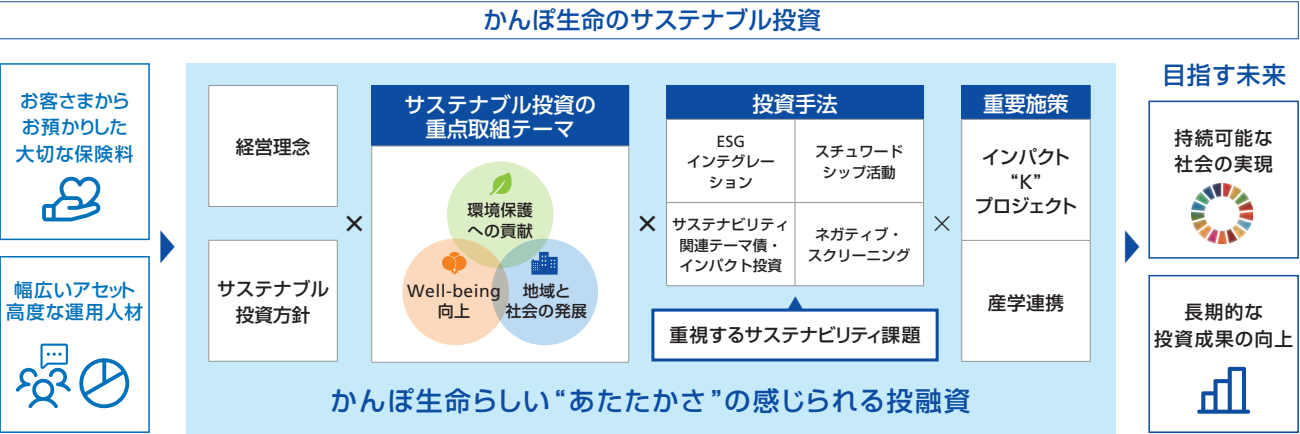 かんぽ生命のサステナブル投資
お客さまから
お預かりした
大切な保険料
幅広いアセット
高度な運用人材
経営理念
サステナブル
投資方針
×
サステナブル投資の
重点取組テーマ
環境保護
への貢献
Well-being
向上
地域と
社会の発展
×
投資手法
ESG
インテグレー
ション
スチュワード
シップ活動
サステナビリティ
関連テーマ債・
インパクト投資
ネガティブ・
スクリーニング
重視するサステナビリティ課題
×
重要施策
インパクト
“K”
プロジェクト
産学連携
かんぽ生命らしい“あたたかさ”の感じられる投融資
目指す未来
持続可能な
社会の実現
長期的な
投資成果の向上